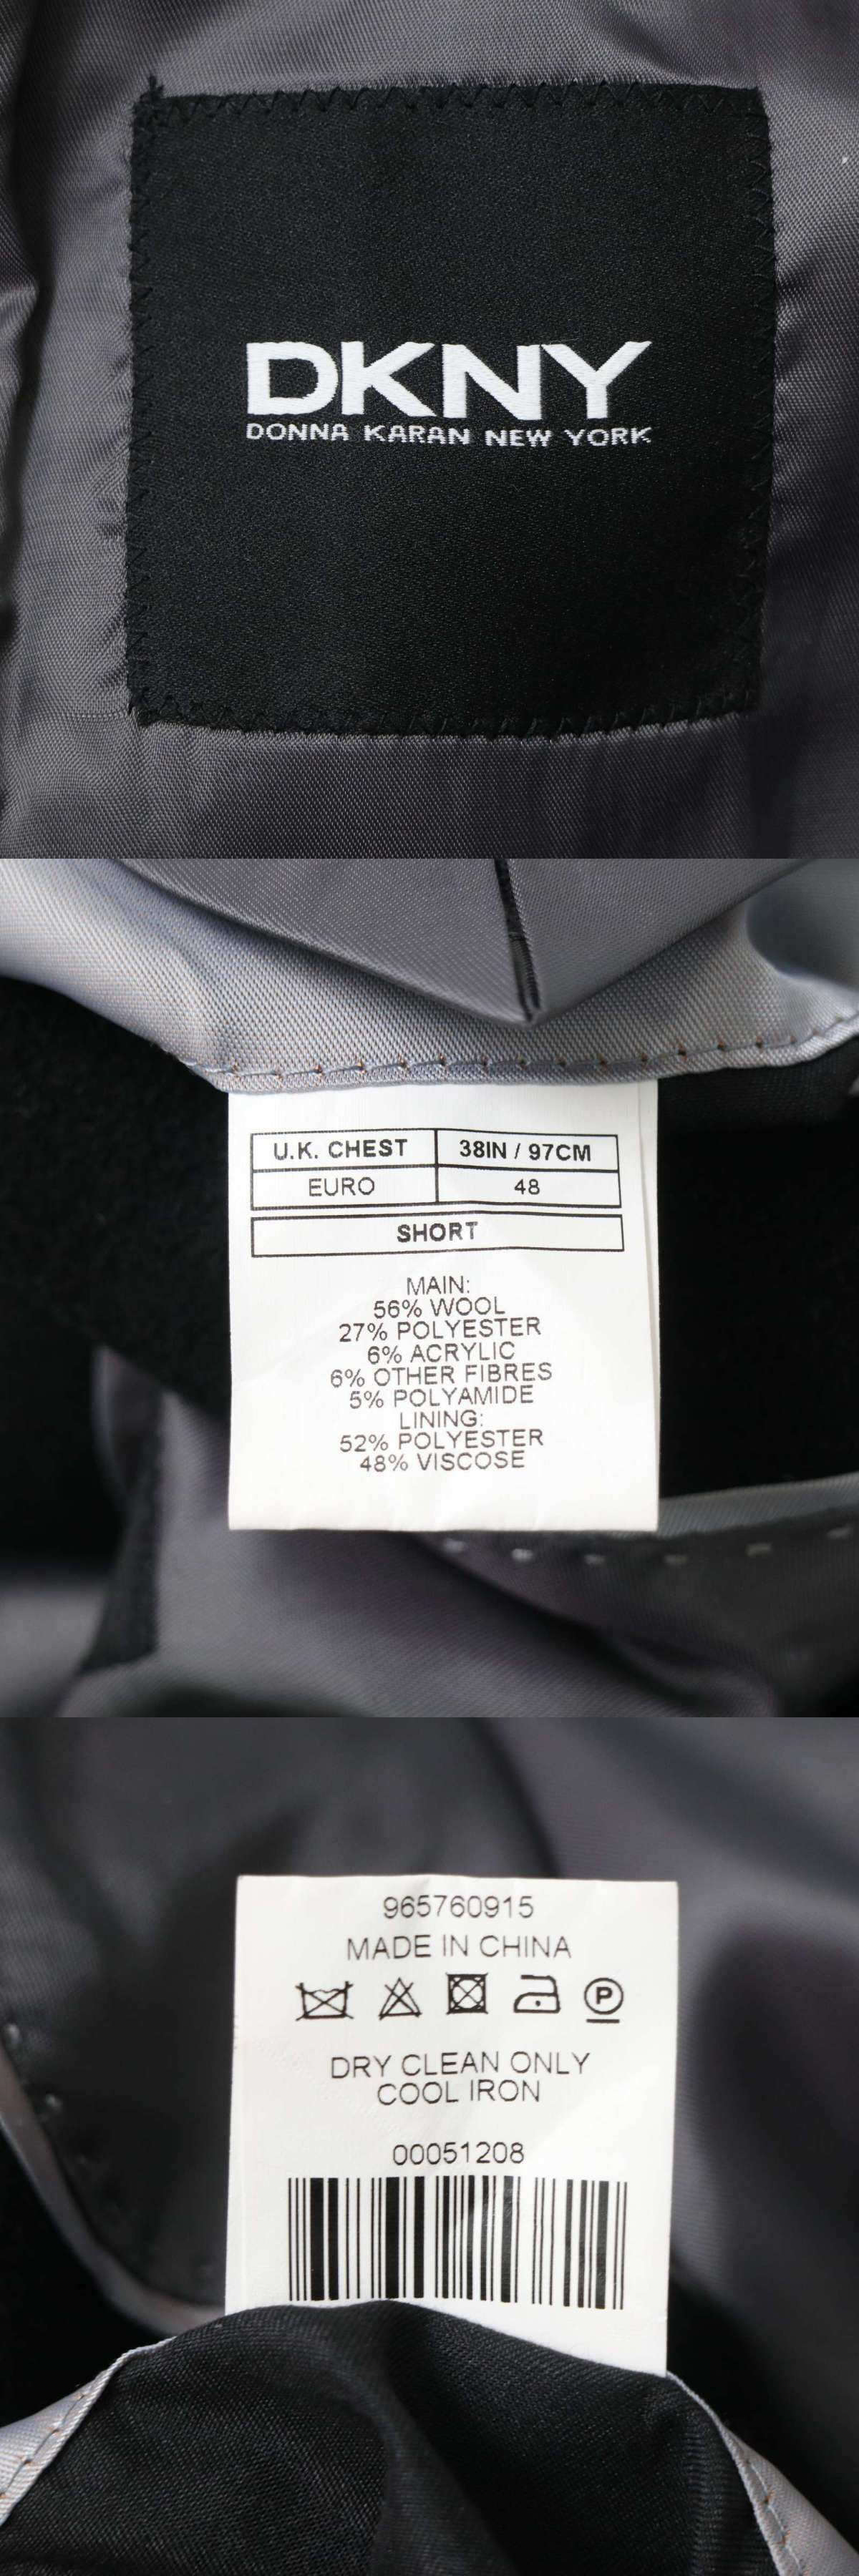 DKNY
DONNA KARAN NEW YORK
U.K. CHEST 38IN / 97CM
EURO 48
SHORT
MAIN:
56% WOOL
27% POLYESTER
6% ACRYLIC
6% OTHER FIBRES
5% POLYAMIDE
LINING:
52% POLYESTER
48% VISCOSE
965760915
MADE IN CHINA
P
DRY CLEAN ONLY
COOL IRON
00051208